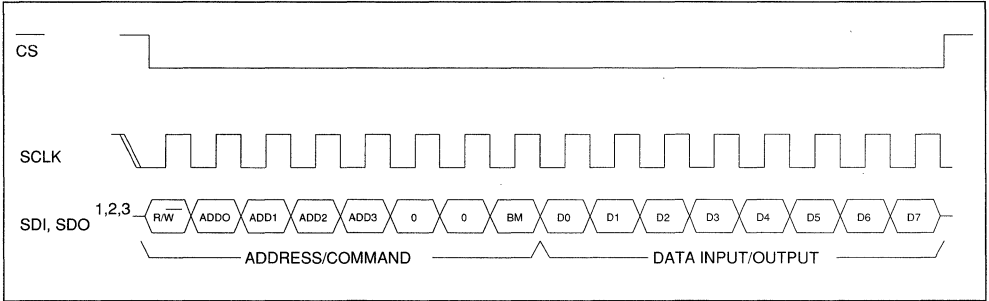 CS
SCLK
SDI, SDO 1,2,3 R/W ADDO ADD1 ADD2 ADD3 0 0 BM D0 D1 D2 D3 D4 D5 D6 D7
ADDRESS/COMMAND DATA INPUT/OUTPUT